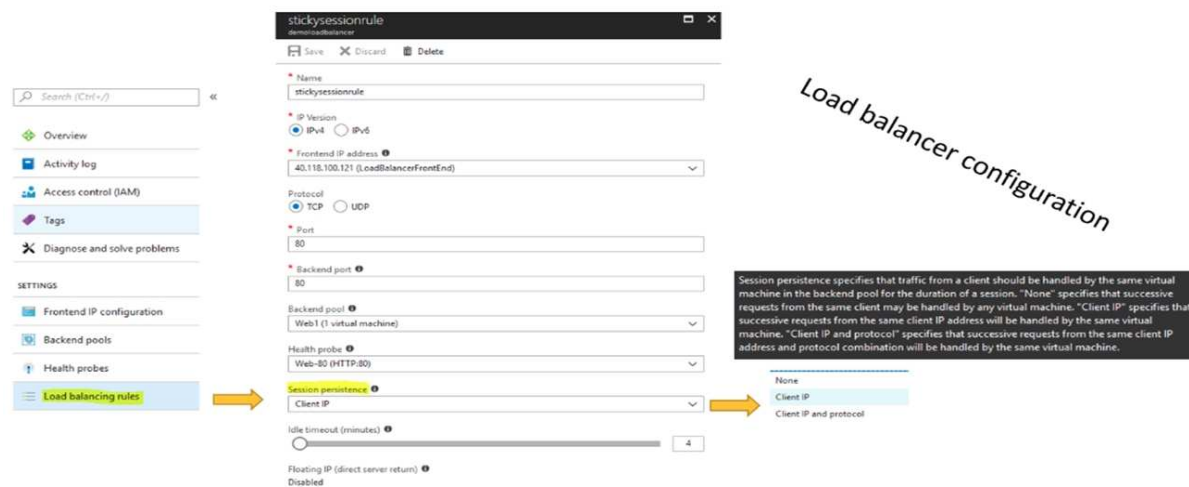 stickysessionrule
demoloadbalancer
Save Discard Delete
* Name
stickysessionrule
* IP Version
IPv4 IPv6
* Frontend IP address
40.118.100.121 (LoadBalancerFrontEnd)
Protocol
TCP UDP
* Port
80
* Backend port
80
Backend pool
Web1 (1 virtual machine)
Health probe
Web-80 (HTTP:80)
Session persistence
Client IP
Idle timeout (minutes)
4
Floating IP (direct server return)
Disabled
Search (Ctrl+/)
Overview
Activity log
Access control (IAM)
Tags
Diagnose and solve problems
SETTINGS
Frontend IP configuration
Backend pools
Health probes
Load balancing rules
Load balancer configuration
Session persistence specifies that traffic from a client should be handled by the same virtual
machine in the backend pool for the duration of a session. "None" specifies that successive
requests from the same client may be handled by any virtual machine. "Client IP" specifies that
successive requests from the same client IP address will be handled by the same virtual
machine. "Client IP and protocol" specifies that successive requests from the same client IP
address and protocol combination will be handled by the same virtual machine.
None
Client IP
Client IP and protocol